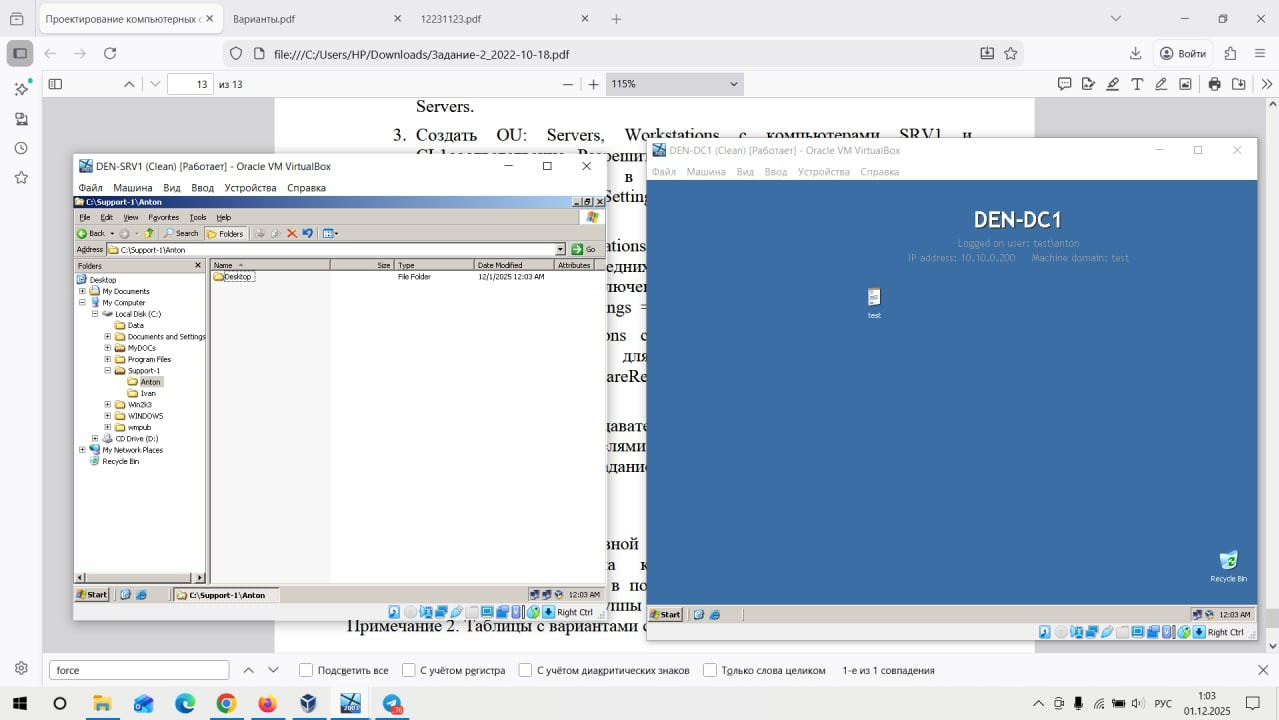 Проектирование компьютерных с
Варианты.pdf
12231123.pdf
file:///C:/Users/HP/Downloads/Задание-2_2022-10-18.pdf
Войти
13 из 13
115%
Servers.
3. Создать OU: Servers, Workstations с компьютерами SRV1 и
DEN-SRV1 (Clean) [Работает] - Oracle VM VirtualBox
Файл Машина Вид Ввод Устройства Справка
C:\Support-1\Anton
File Edit View Favorites Tools Help
Back Search Folders
Address C:\Support-1\Anton Go
Folders
Name Size Type Date Modified Attributes
Desktop File Folder 12/1/2025 12:03 AM
Desktop
My Documents
My Computer
Local Disk (C:)
Data
Documents and Settings
MyDOCs
Program Files
Support-1
Anton
Ivan
Win2k3
WINDOWS
wmpub
CD Drive (D:)
My Network Places
Recycle Bin
Start C:\Support-1\Anton 12:03 AM
Right Ctrl
DEN-DC1 (Clean) [Работает] - Oracle VM VirtualBox
Файл Машина Вид Ввод Устройства Справка
DEN-DC1
Logged on user: test\anton
IP address: 10.10.0.200 Machine domain: test
test
Recycle Bin
Start 12:03 AM
Right Ctrl
Примечание 2. Таблицы с вариантами
force
Подсветить все
С учётом регистра
С учётом диакритических знаков
Только слова целиком
1-е из 1 совпадения
76
РУС
1:03
01.12.2025